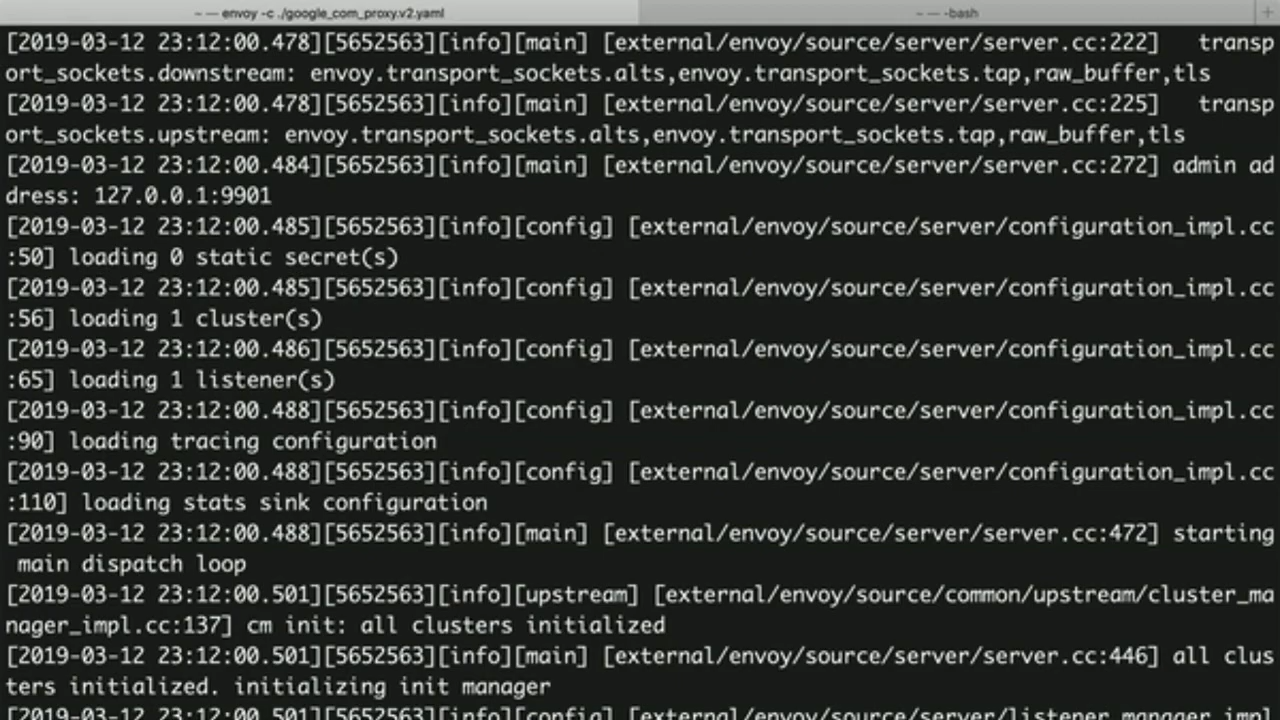 ~ — envoy -c ./google_com_proxy.v2.yaml
~ — -bash
+
[2019-03-12 23:12:00.478][5652563][info][main] [external/envoy/source/server/server.cc:222]   transp
ort_sockets.downstream: envoy.transport_sockets.alts,envoy.transport_sockets.tap,raw_buffer,tls
[2019-03-12 23:12:00.478][5652563][info][main] [external/envoy/source/server/server.cc:225]   transp
ort_sockets.upstream: envoy.transport_sockets.alts,envoy.transport_sockets.tap,raw_buffer,tls
[2019-03-12 23:12:00.484][5652563][info][main] [external/envoy/source/server/server.cc:272] admin ad
dress: 127.0.0.1:9901
[2019-03-12 23:12:00.485][5652563][info][config] [external/envoy/source/server/configuration_impl.cc
:50] loading 0 static secret(s)
[2019-03-12 23:12:00.485][5652563][info][config] [external/envoy/source/server/configuration_impl.cc
:56] loading 1 cluster(s)
[2019-03-12 23:12:00.486][5652563][info][config] [external/envoy/source/server/configuration_impl.cc
:65] loading 1 listener(s)
[2019-03-12 23:12:00.488][5652563][info][config] [external/envoy/source/server/configuration_impl.cc
:90] loading tracing configuration
[2019-03-12 23:12:00.488][5652563][info][config] [external/envoy/source/server/configuration_impl.cc
:110] loading stats sink configuration
[2019-03-12 23:12:00.488][5652563][info][main] [external/envoy/source/server/server.cc:472] starting
 main dispatch loop
[2019-03-12 23:12:00.501][5652563][info][upstream] [external/envoy/source/common/upstream/cluster_ma
nager_impl.cc:137] cm init: all clusters initialized
[2019-03-12 23:12:00.501][5652563][info][main] [external/envoy/source/server/server.cc:446] all clus
ters initialized. initializing init manager
[2019-03-12 23:12:00.501][5652563][info][config] [external/envoy/source/server/listener_manager_impl